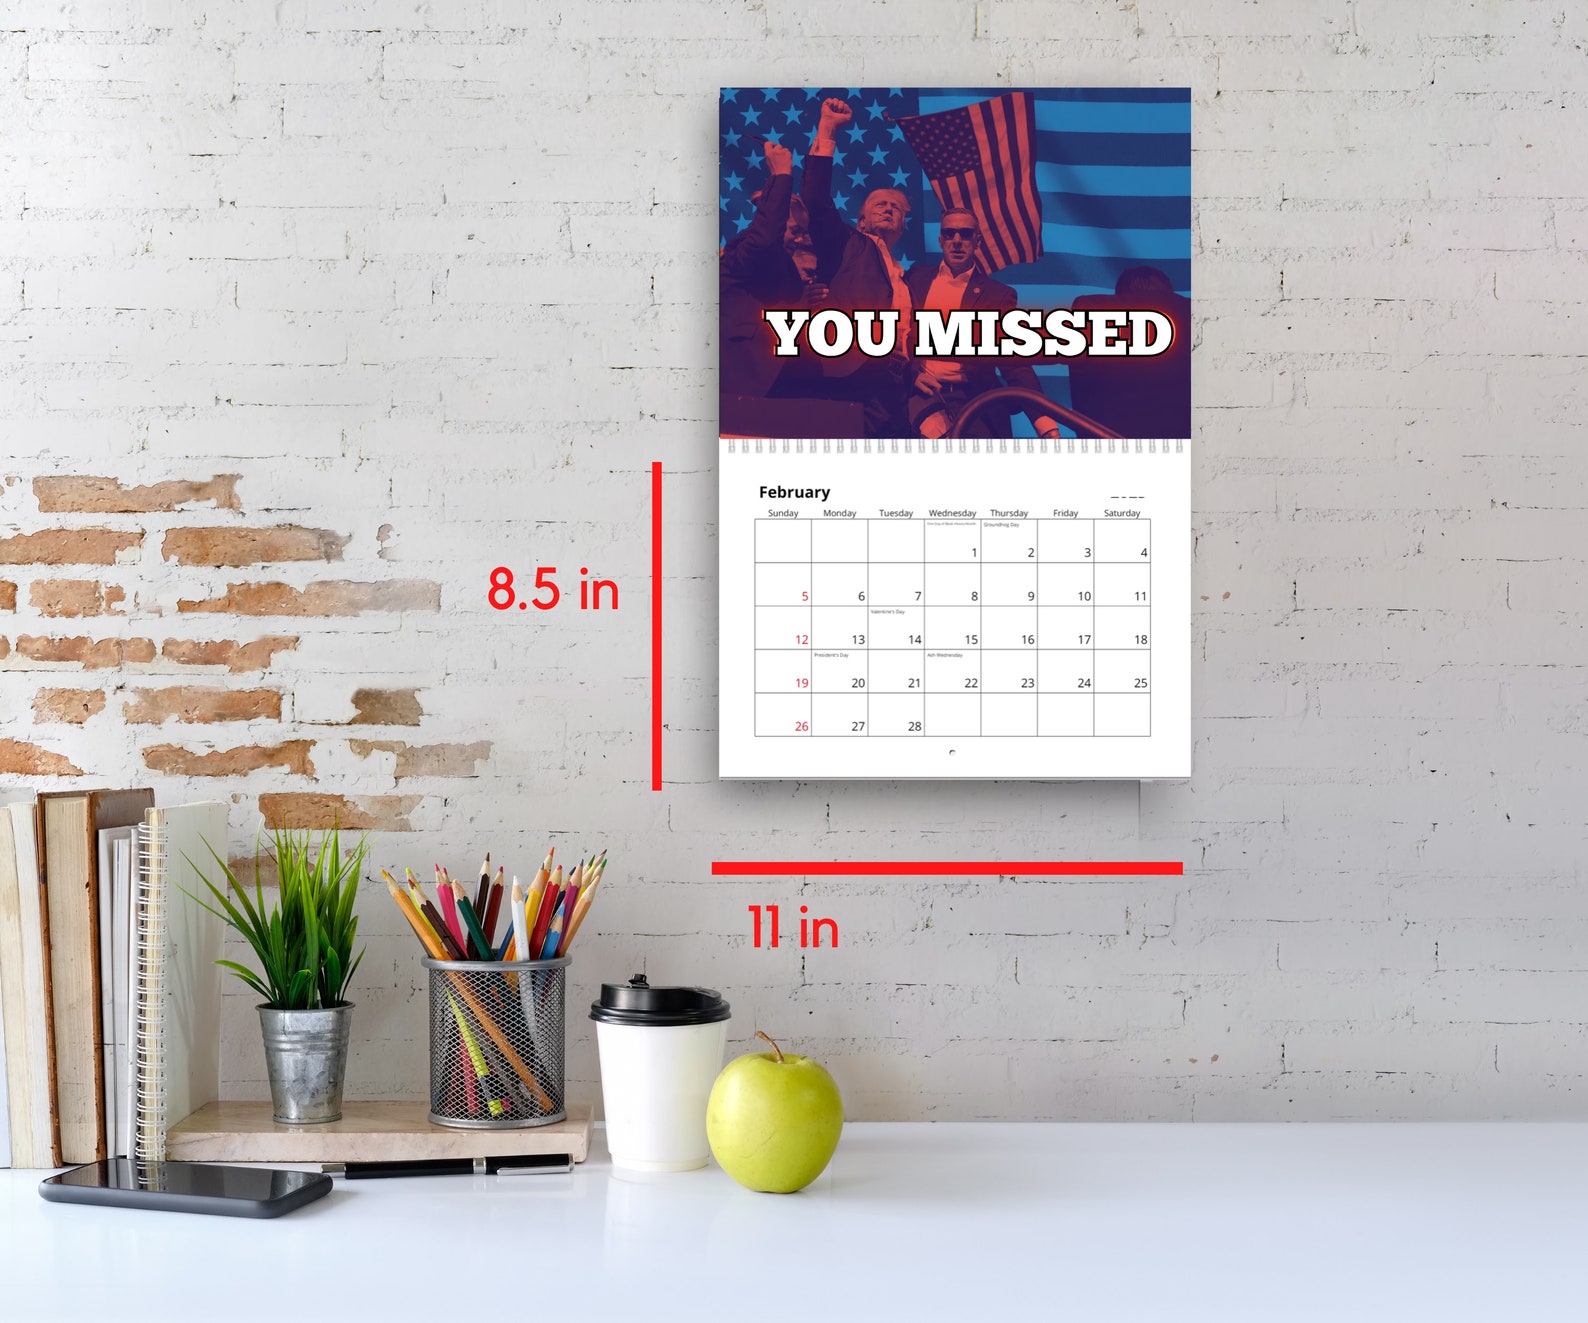 YOU MISSED
February
Sunday Monday Tuesday Wednesday Thursday Friday Saturday
Groundhog Day
1 2 3 4
5 6 7 8 9 10 11
Valentine's Day
12 13 14 15 16 17 18
President's Day Ash Wednesday
19 20 21 22 23 24 25
26 27 28
8.5 in
11 in